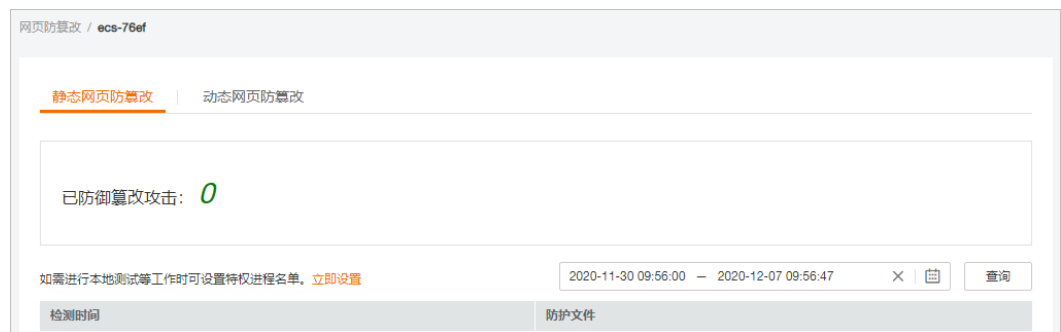 网页防篡改 / ecs-76ef
静态网页防篡改 动态网页防篡改
已防御篡改攻击： 0
如需进行本地测试等工作时可设置特权进程名单。立即设置 2020-11-30 09:56:00 — 2020-12-07 09:56:47 查询
检测时间 防护文件